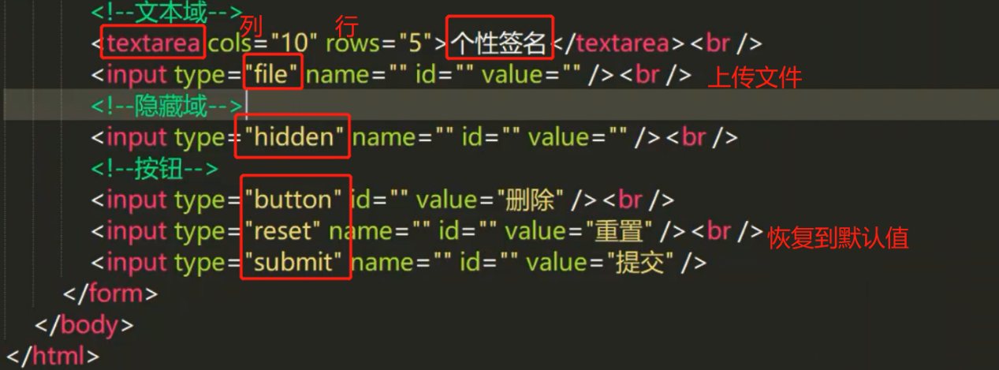 <!--文本域-->
列 行
<textarea cols="10" rows="5">个性签名</textarea><br />
<input type="file" name="" id="" value="" /><br /> 上传文件
<!--隐藏域-->
<input type="hidden" name="" id="" value="" /><br />
<!--按钮-->
<input type="button" id="" value="删除" /><br />
<input type="reset" name="" id="" value="重置" /><br /> 恢复到默认值
<input type="submit" name="" id="" value="提交" />
</form>
</body>
</html>